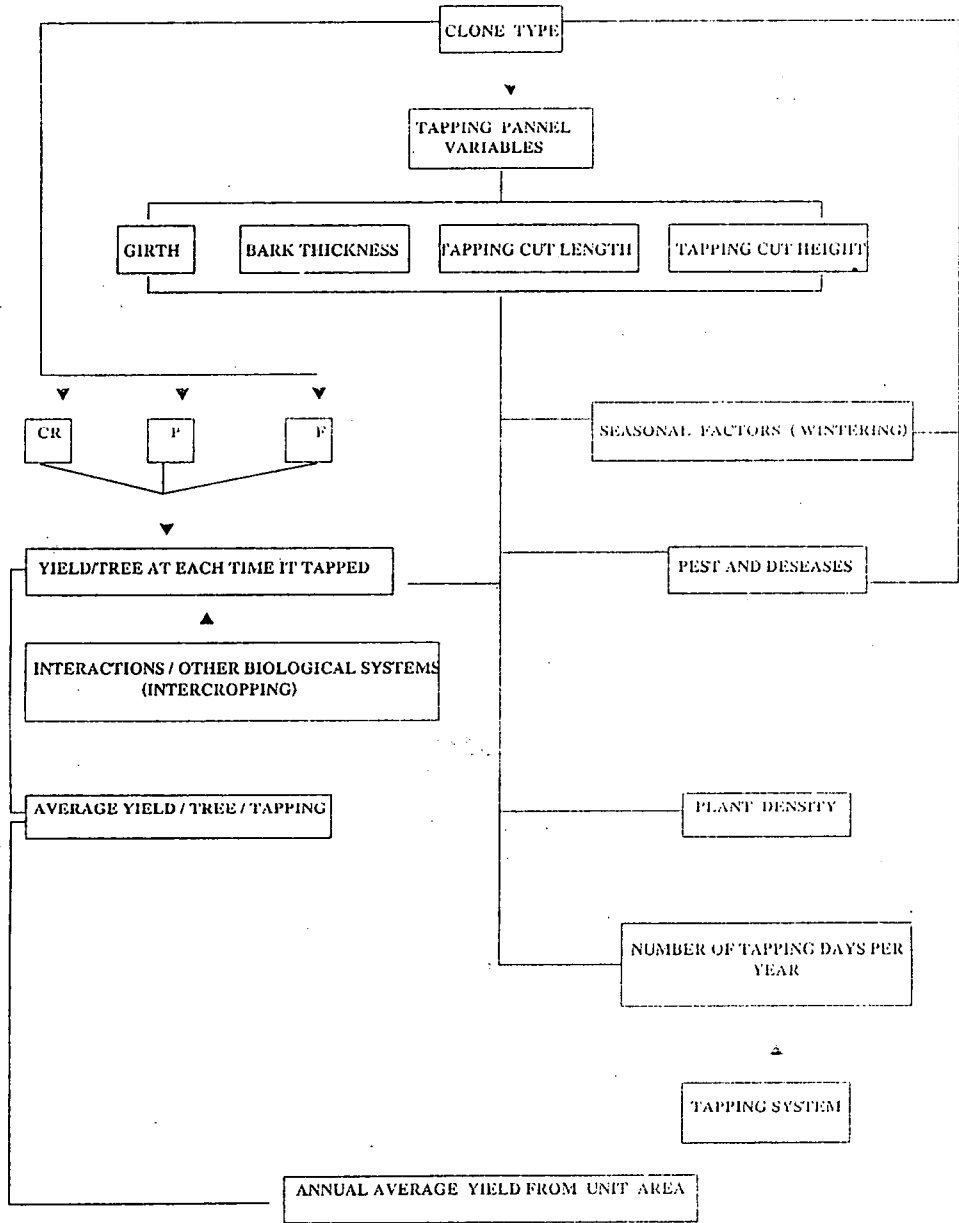 CLONE TYPE
TAPPING PANNEL
VARIABLES
GIRTH
BARK THICKNESS
TAPPING CUT LENGTH
TAPPING CUT HEIGHT
CR
P
F
SEASONAL FACTORS ( WINTERING)
YIELD/TREE AT EACH TIME IT TAPPED
PEST AND DESEASES
INTERACTIONS / OTHER BIOLOGICAL SYSTEMS
(INTERCROPPING)
AVERAGE YIELD / TREE / TAPPING
PLANT DENSITY
NUMBER OF TAPPING DAYS PER
YEAR
TAPPING SYSTEM
ANNUAL AVERAGE YIELD FROM UNIT AREA